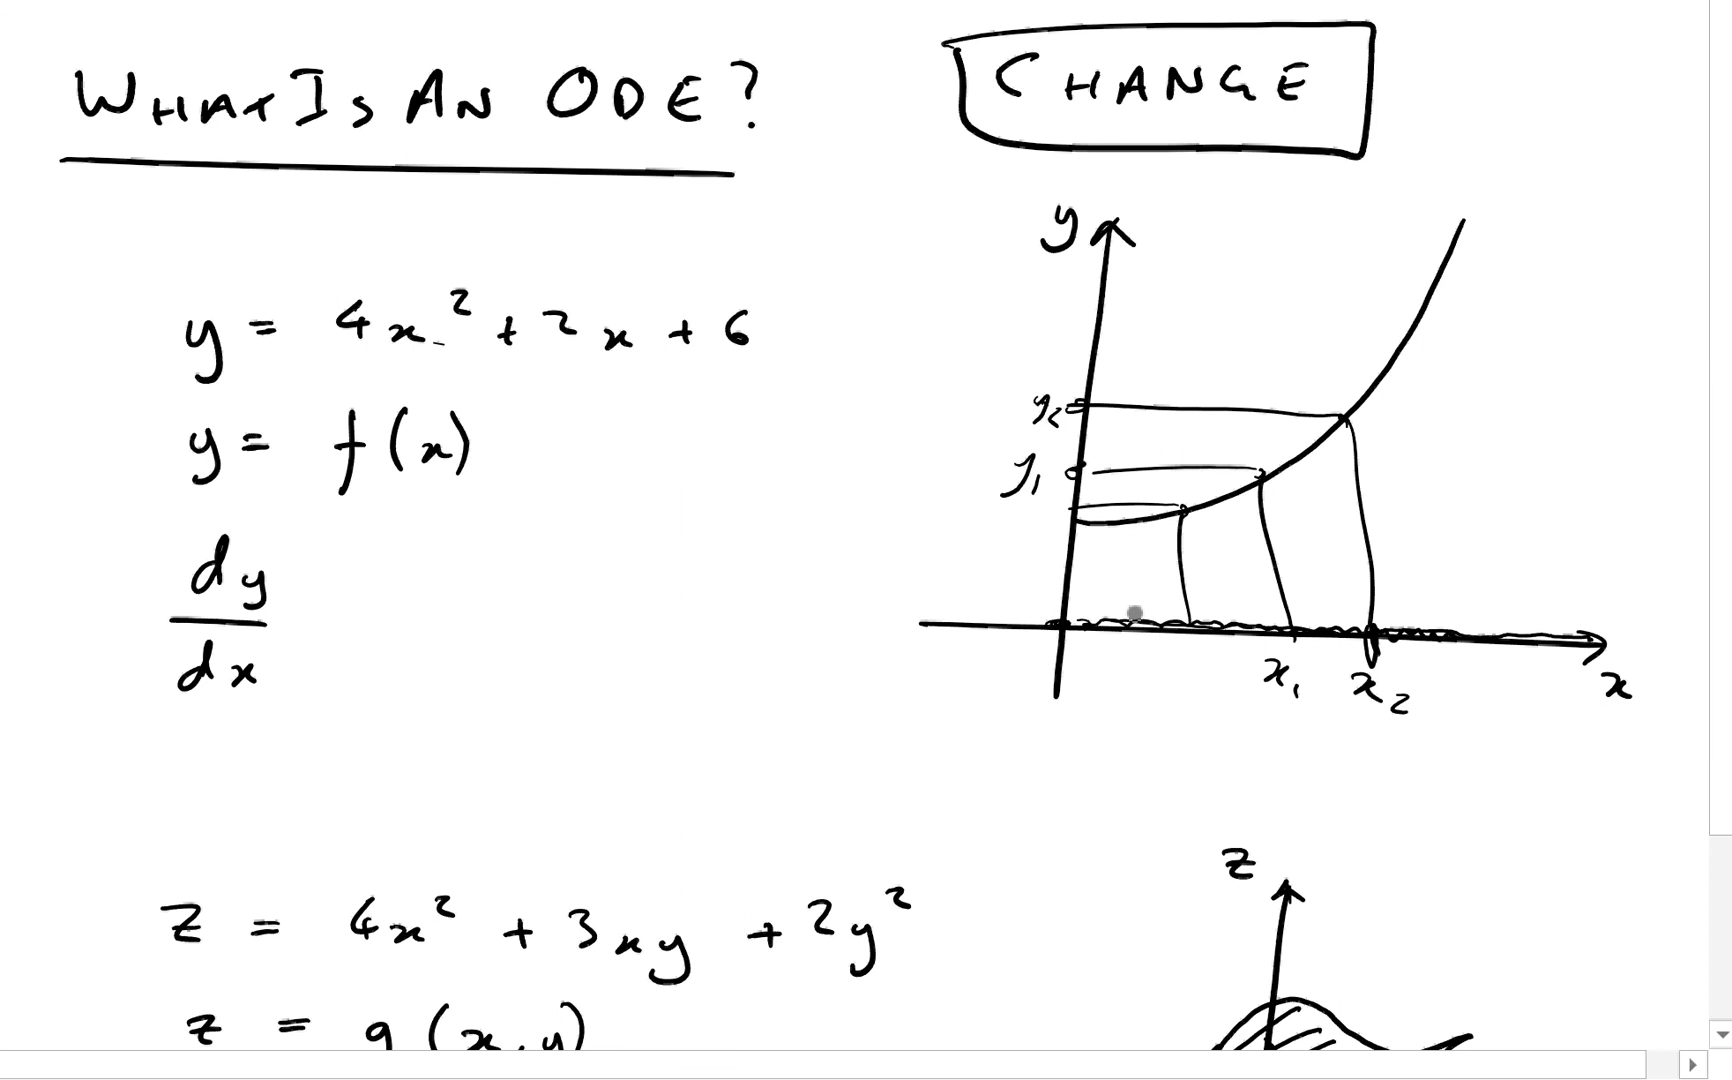 WHAT IS AN ODE?
CHANGE
y = 4x² + 2x + 6
y = f(x)
dy
dx
y
y₂
y₁
x₁
x₂
x
z = 4x² + 3xy + 2y²
z = g(x, y)
z